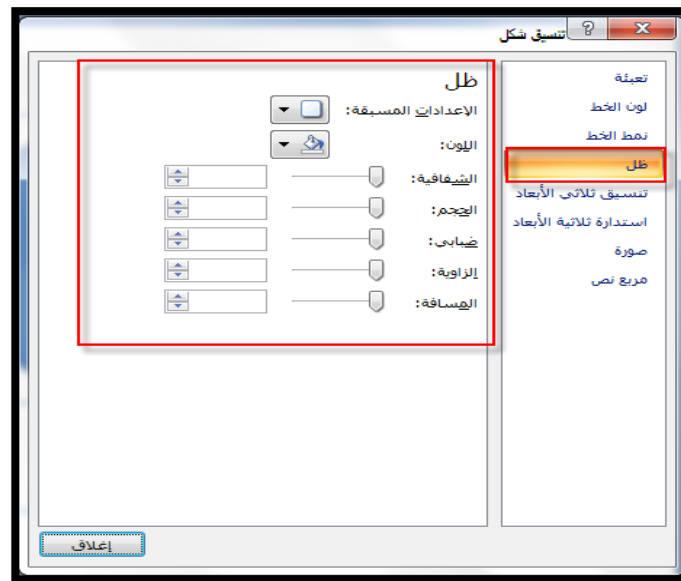 تنسيق شكل
تعبئة
لون الخط
نمط الخط
ظل
تنسيق ثلاثي الأبعاد
استدارة ثلاثية الأبعاد
صورة
مربع نص
ظل
الإعدادات المسبقة:
اللون:
الشفافية:
الحجم:
ضبابي:
الزاوية:
المسافة:
إغلاق